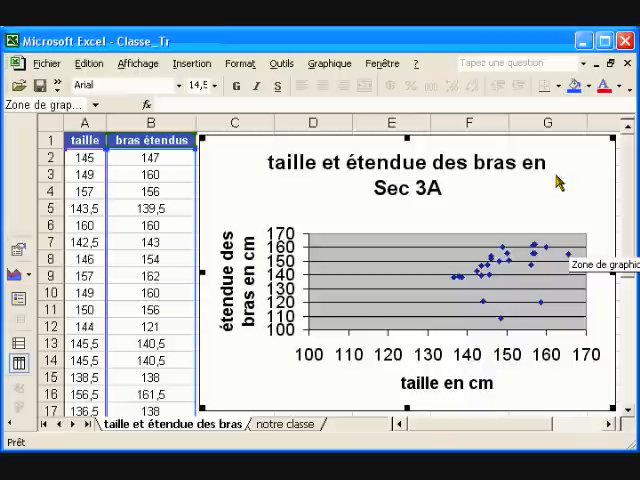 Microsoft Excel - Classe_Tr
Fichier Edition Affichage Insertion Format Outils Graphique Fenêtre ? Tapez une question
Arial 14,5 G I S
Zone de grap... fx
A B C D E F G
1 taille bras étendus
2 145 147
3 149 160
4 157 156
5 143,5 139,5
6 160 160
7 142,5 143
8 146 154
9 157 162
10 149 160
11 150 156
12 144 121
13 145,5 140,5
14 145,5 140,5
15 138,5 138
16 156,5 161,5
17 136,5 138
taille et étendue des bras en
Sec 3A
étendue des
bras en cm
170
160
150
140
130
120
110
100
100 110 120 130 140 150 160 170
taille en cm
Zone de graphic
taille et étendue des bras notre classe
Prêt